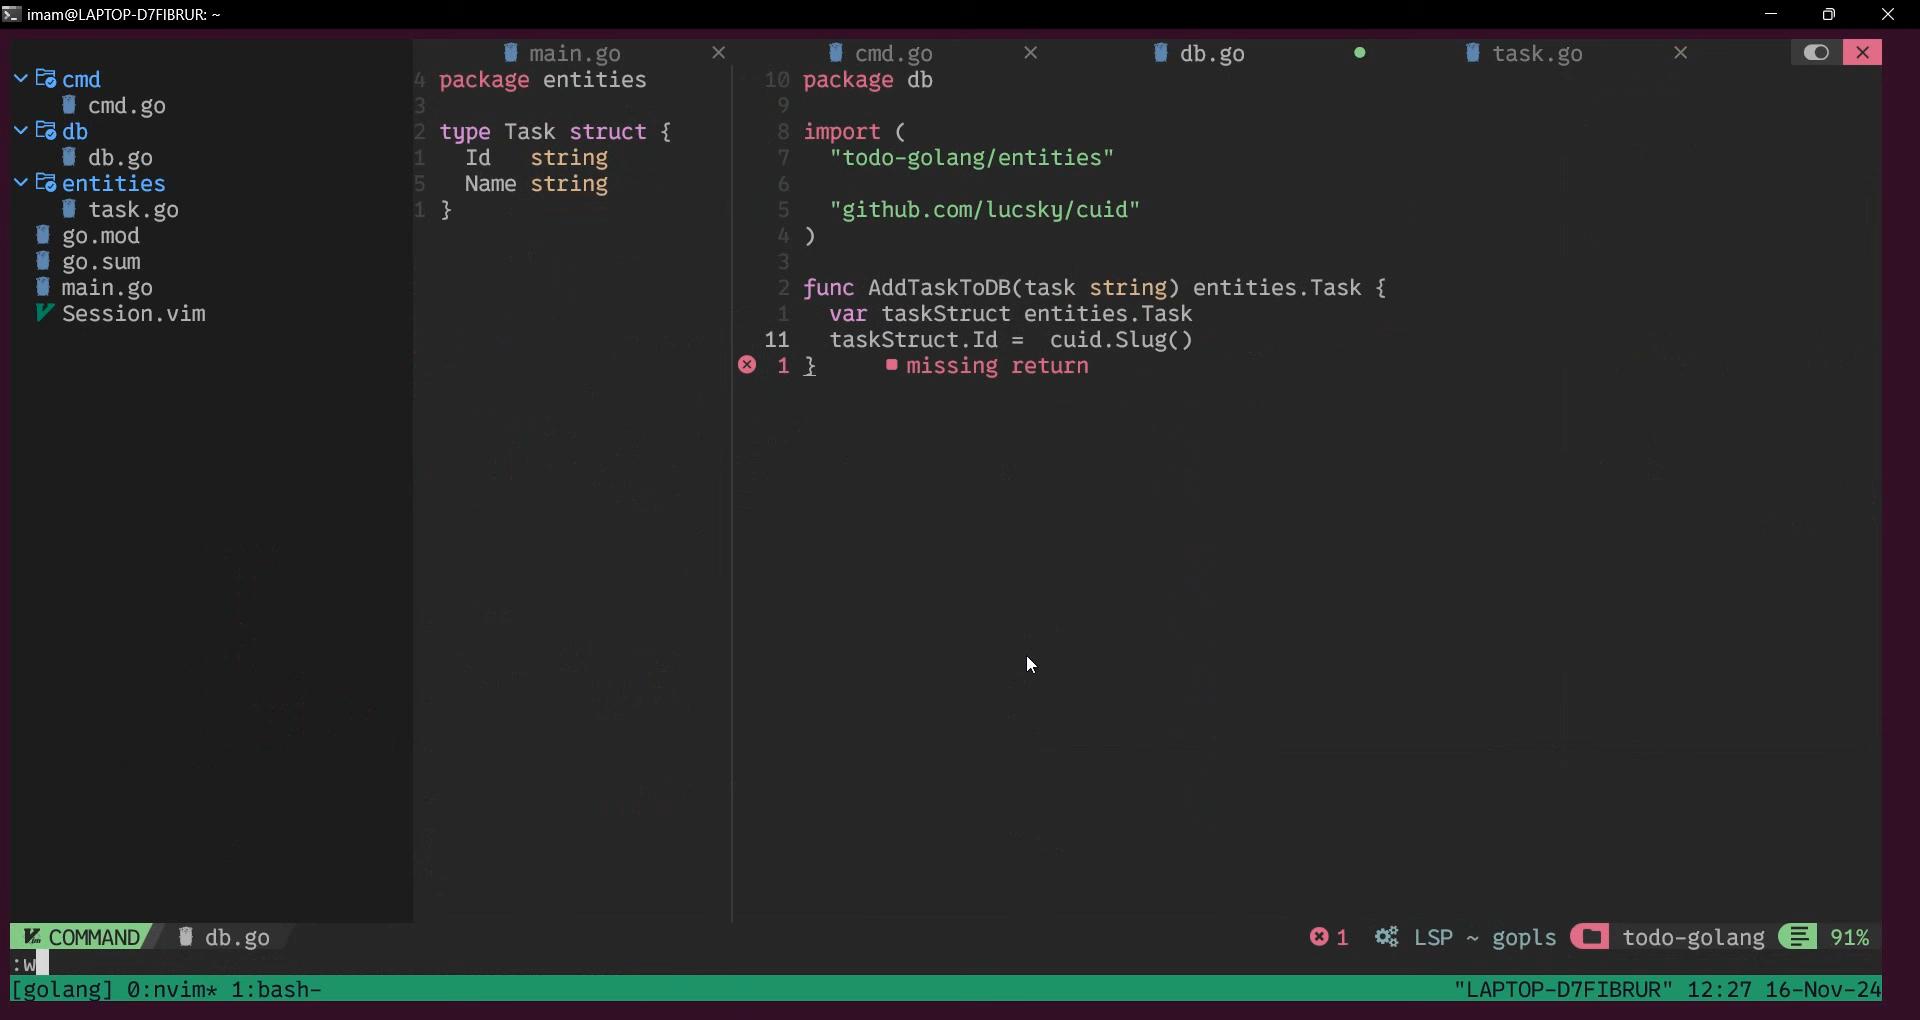 imam@LAPTOP-D7FIBRUR: ~
main.go
cmd.go
db.go
task.go
cmd
cmd.go
db
db.go
entities
task.go
go.mod
go.sum
main.go
Session.vim
4 package entities
3
2 type Task struct {
1 Id string
5 Name string
1 }
10 package db
9
8 import (
7 "todo-golang/entities"
6
5 "github.com/lucsky/cuid"
4 )
3
2 func AddTaskToDB(task string) entities.Task {
1 var taskStruct entities.Task
11 taskStruct.Id =  cuid.Slug()
1 } missing return
COMMAND db.go 1 LSP ~ gopls todo-golang 91%
:w
[golang] 0:nvim* 1:bash- "LAPTOP-D7FIBRUR" 12:27 16-Nov-24